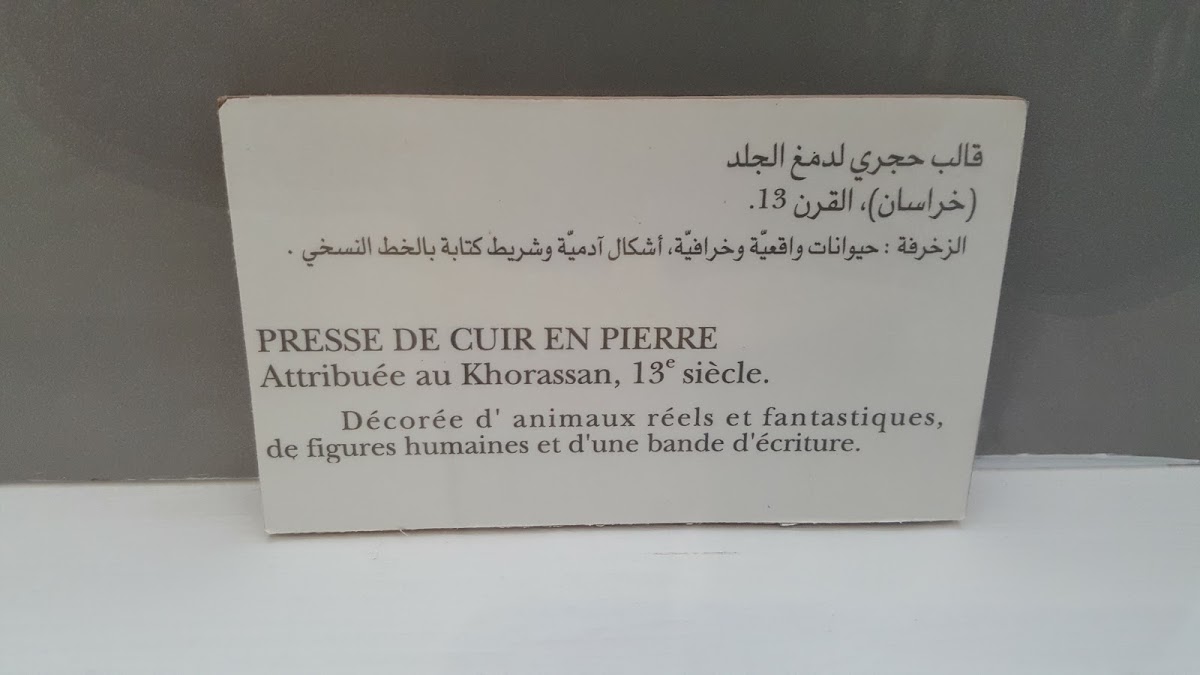 قالب حجري لدمغ الجلد
(خراسان)، القرن 13.
الزخرفة : حيوانات واقعيّة وخرافيّة، أشكال آدميّة وشريط كتابة بالخط النسخي .
PRESSE DE CUIR EN PIERRE
Attribuée au Khorassan, 13e siècle.
Décorée d' animaux réels et fantastiques,
de figures humaines et d'une bande d'écriture.